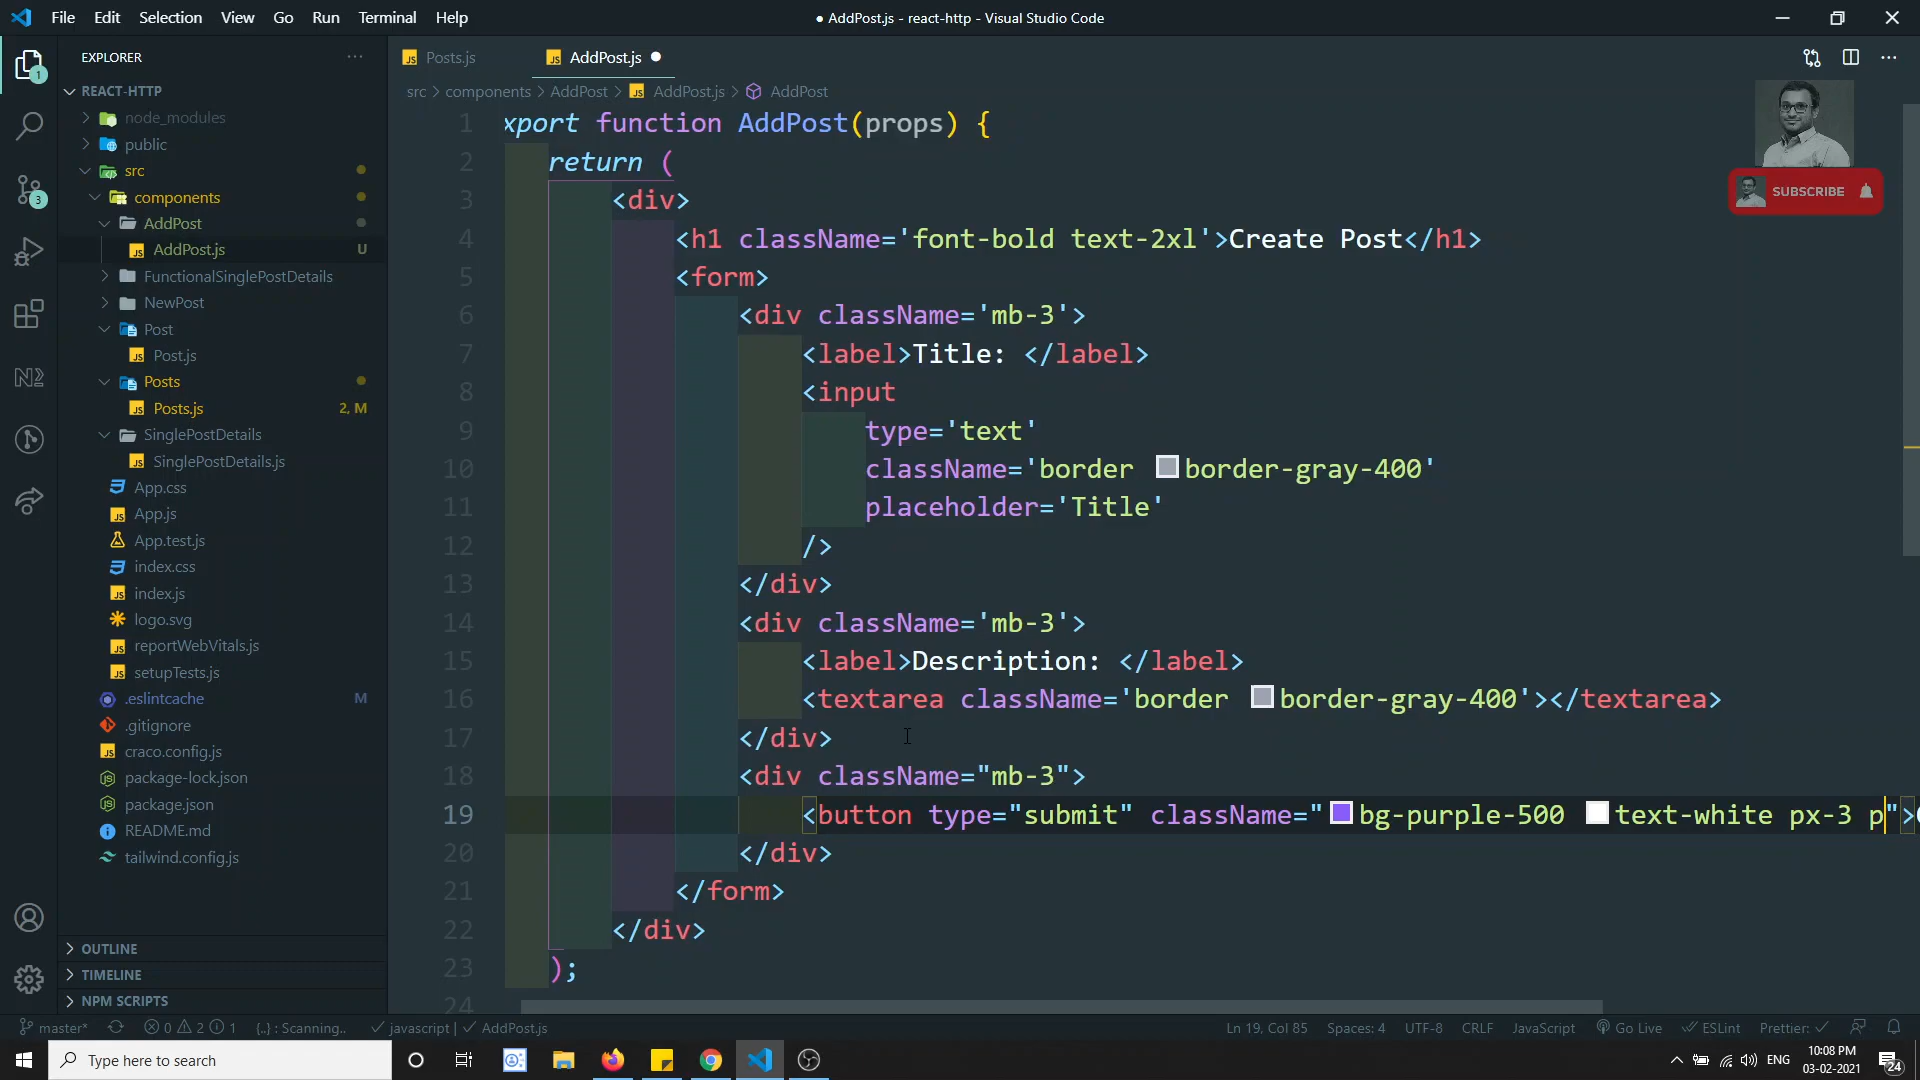 File Edit Selection View Go Run Terminal Help
● AddPost.js - react-http - Visual Studio Code
EXPLORER
REACT-HTTP
node_modules
public
src
components
AddPost
AddPost.js U
FunctionalSinglePostDetails
NewPost
Post
Post.js
Posts
Posts.js 2, M
SinglePostDetails
SinglePostDetails.js
App.css
App.js
App.test.js
index.css
index.js
logo.svg
reportWebVitals.js
setupTests.js
.eslintcache M
.gitignore
craco.config.js
package-lock.json
package.json
README.md
tailwind.config.js
OUTLINE
TIMELINE
NPM SCRIPTS
1
3
Posts.js
AddPost.js ●
src > components > AddPost > AddPost.js > AddPost
SUBSCRIBE
1 xport function AddPost(props) {
2 return (
3 <div>
4 <h1 className='font-bold text-2xl'>Create Post</h1>
5 <form>
6 <div className='mb-3'>
7 <label>Title: </label>
8 <input
9 type='text'
10 className='border border-gray-400'
11 placeholder='Title'
12 />
13 </div>
14 <div className='mb-3'>
15 <label>Description: </label>
16 <textarea className='border border-gray-400'></textarea>
17 </div>
18 <div className="mb-3">
19 <button type="submit" className="bg-purple-500 text-white px-3 p">
20 </div>
21 </form>
22 </div>
23 );
24
master* 0 2 1 {..} : Scanning.. javascript | AddPost.js
Ln 19, Col 85 Spaces: 4 UTF-8 CRLF JavaScript Go Live ESLint Prettier:
Type here to search
ENG
10:08 PM
03-02-2021
24